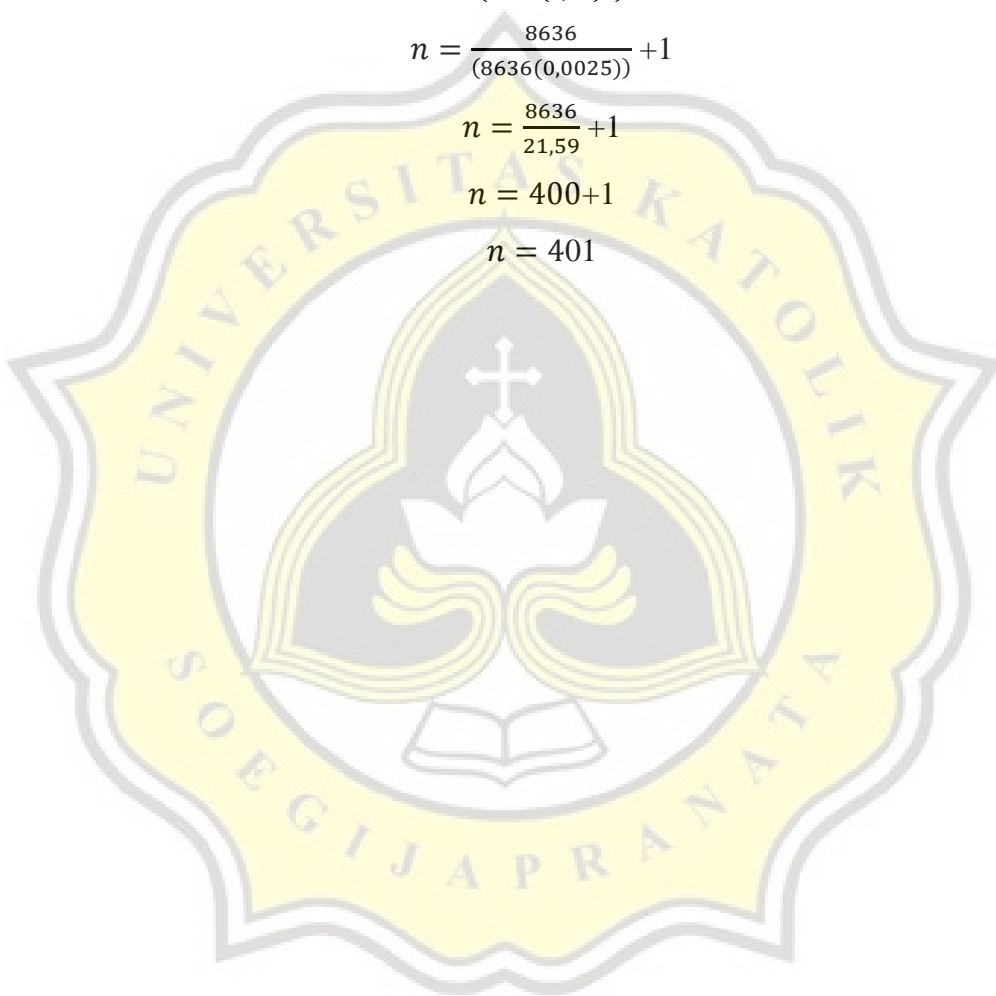 n = 8636 / (8636(0,0025)) +1
n = 8636 / 21,59 +1
n = 400+1
n = 401
UNIVERSITAS KATOLIK
SOEGIJAPRANATA